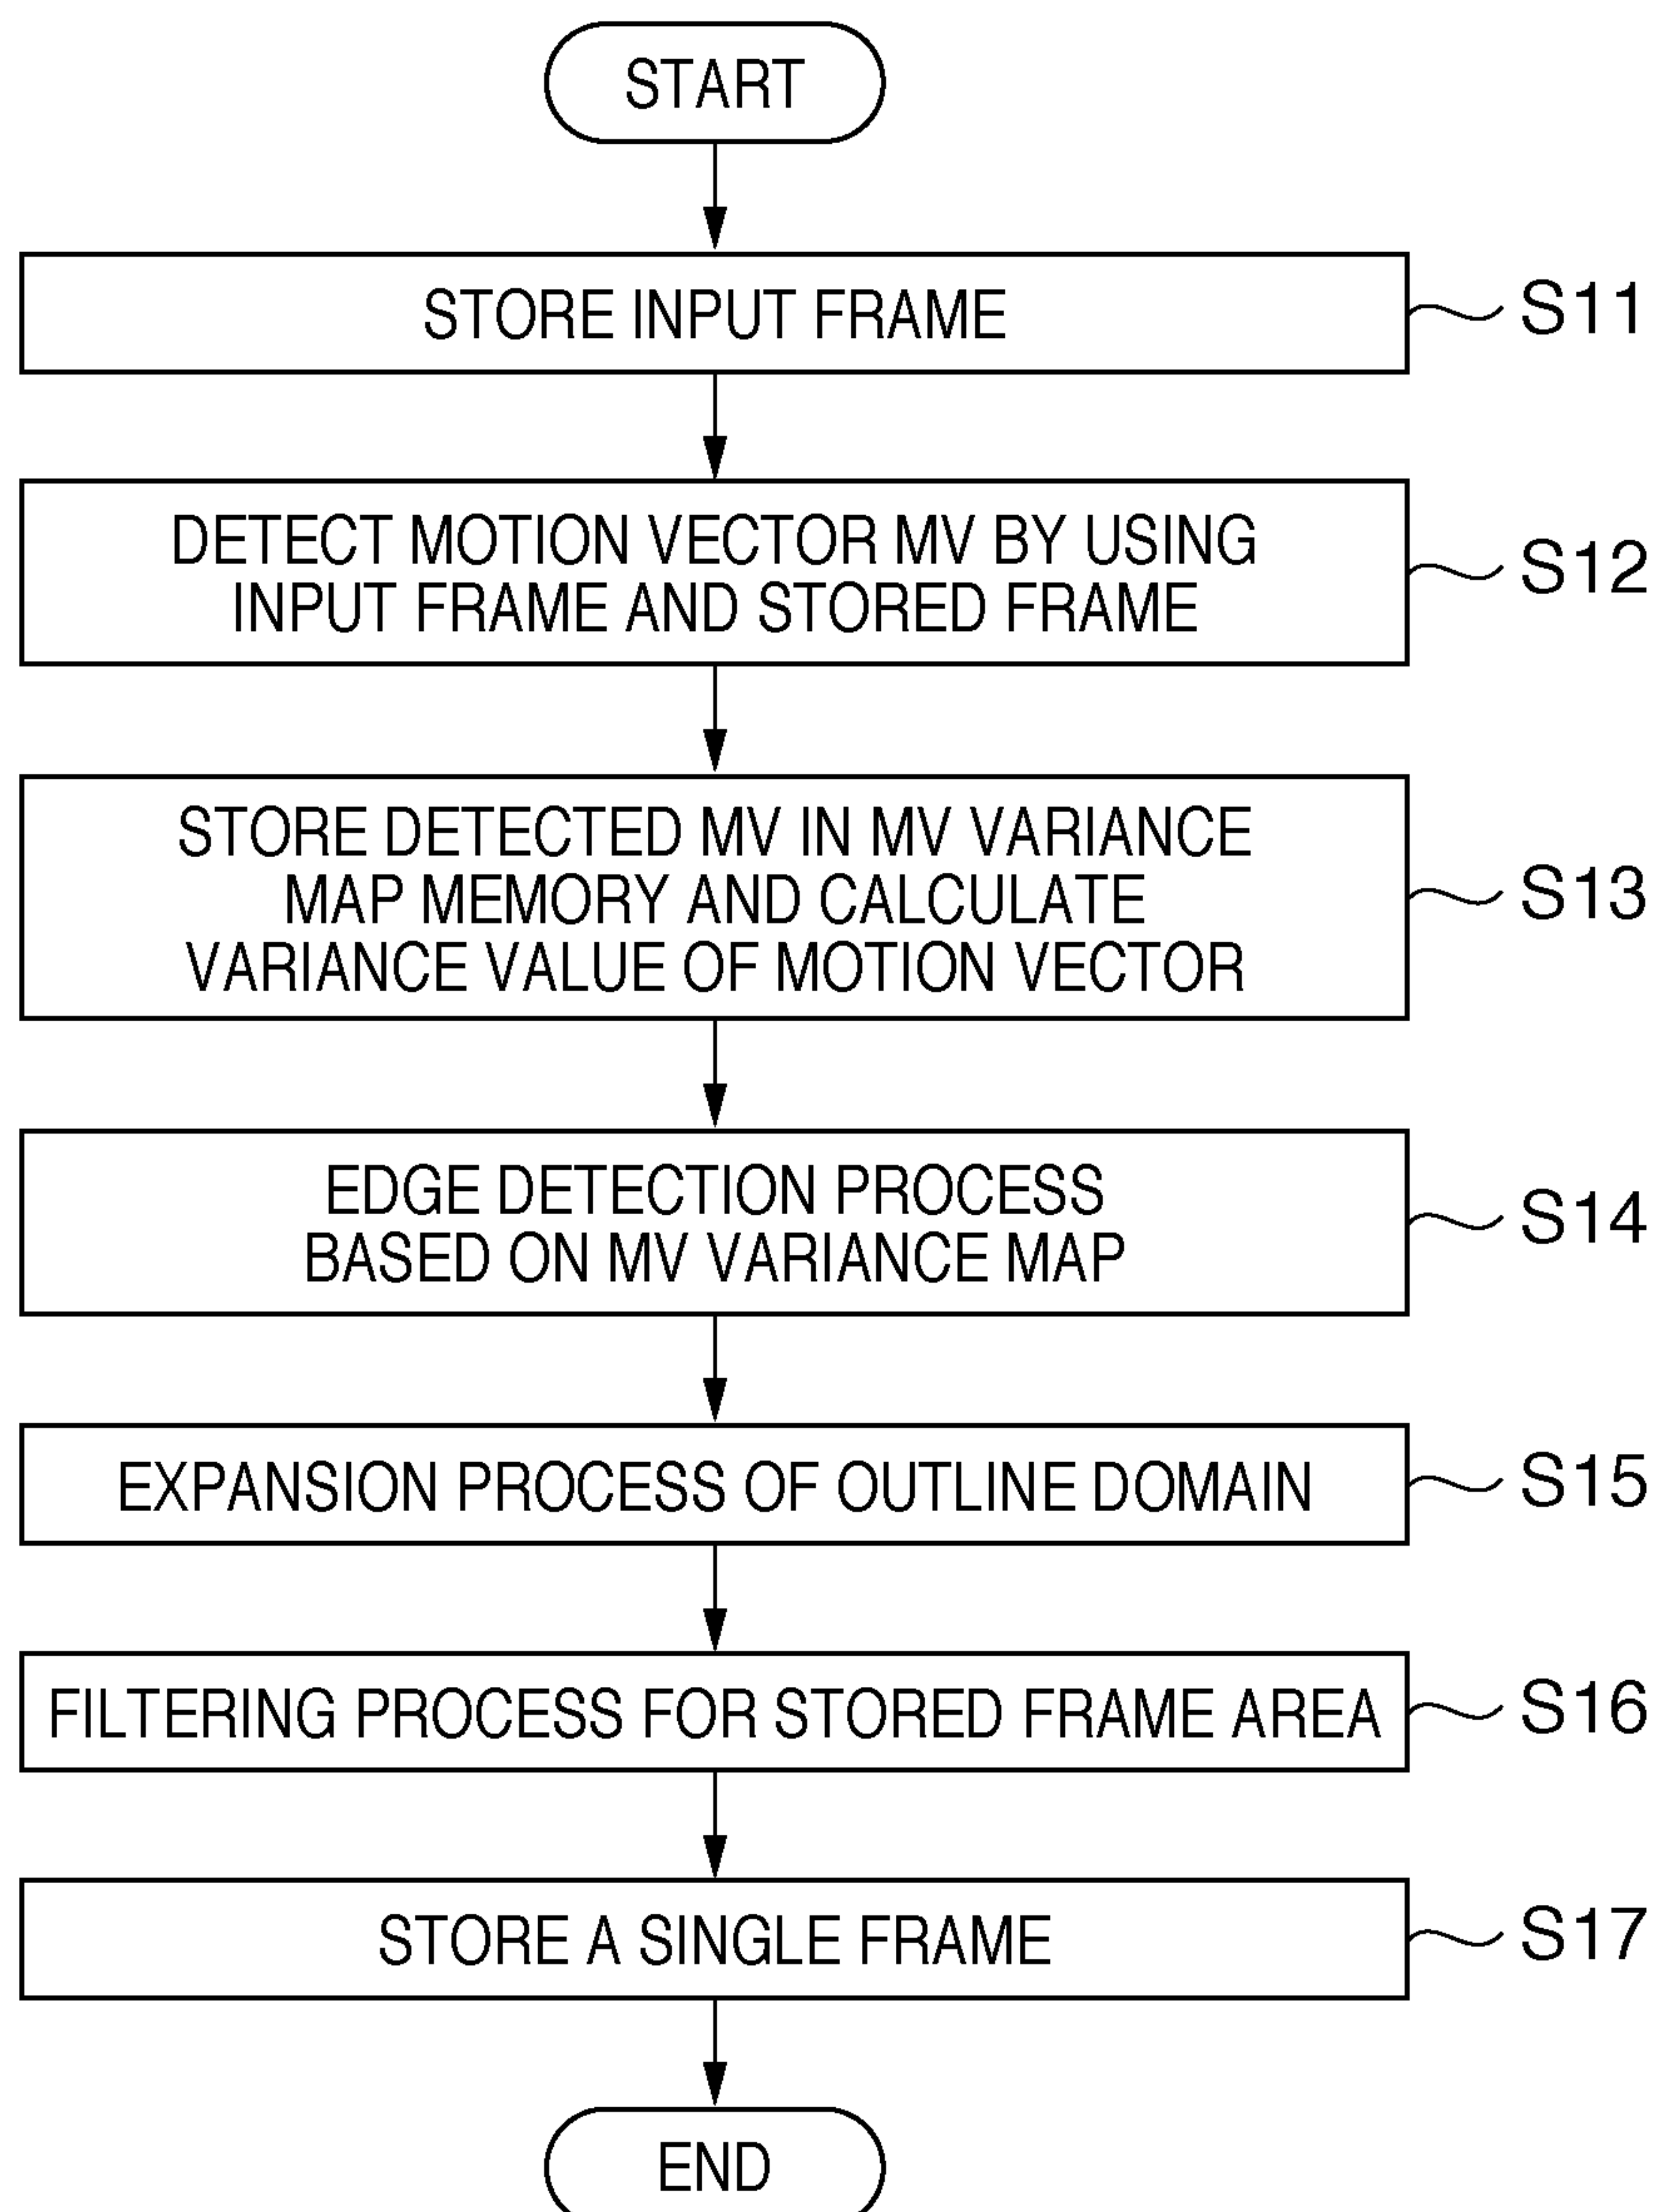 START
STORE INPUT FRAME
S11
DETECT MOTION VECTOR MV BY USING
INPUT FRAME AND STORED FRAME
S12
STORE DETECTED MV IN MV VARIANCE
MAP MEMORY AND CALCULATE
VARIANCE VALUE OF MOTION VECTOR
S13
EDGE DETECTION PROCESS
BASED ON MV VARIANCE MAP
S14
EXPANSION PROCESS OF OUTLINE DOMAIN
S15
FILTERING PROCESS FOR STORED FRAME AREA
S16
STORE A SINGLE FRAME
S17
END